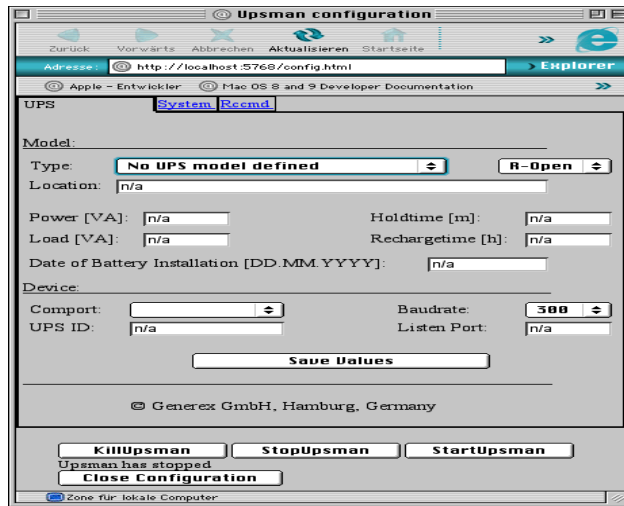 Upsman configuration
Zurück Vorwärts Abbrechen Aktualisieren Startseite »
Adresse: http://localhost:5768/config.html > Explorer
Apple - Entwickler Mac OS 8 and 9 Developer Documentation »
UPS System Rccmd
Model:
Type: No UPS model defined R-Open
Location: n/a
Power [VA]: n/a Holdtime [m]: n/a
Load [VA]: n/a Rechargetime [h]: n/a
Date of Battery Installation [DD.MM.YYYY]: n/a
Device:
Comport: Baudrate: 300
UPS ID: n/a Listen Port: n/a
Save Values
© Generex GmbH, Hamburg, Germany
KillUpsman StopUpsman StartUpsman
Upsman has stopped
Close Configuration
Zone für lokale Computer